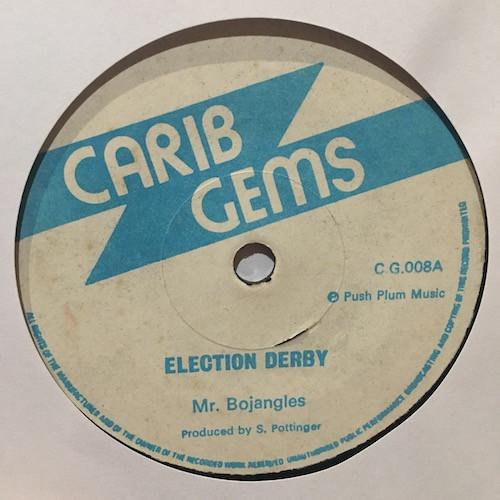 CARIB
GEMS
C G.008A
℗ Push Plum Music
ELECTION DERBY
Mr. Bojangles
Produced by S. Pottinger
ALL RIGHTS OF THE MANUFACTURER AND OF THE OWNER OF THE RECORDED WORK RESERVED UNAUTHORISED PUBLIC PERFORMANCE BROADCASTING AND COPYING OF THIS RECORD PROHIBITED